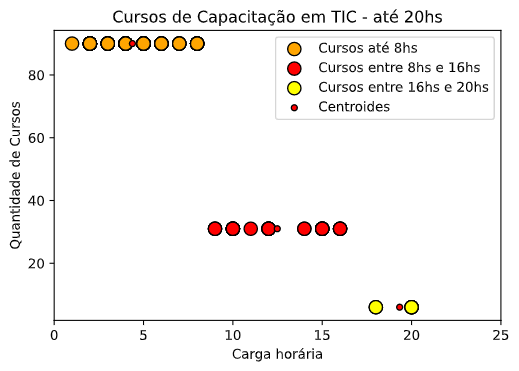 Cursos de Capacitação em TIC - até 20hs
Cursos até 8hs
Cursos entre 8hs e 16hs
Cursos entre 16hs e 20hs
Centroides
Quantidade de Cursos
80
60
40
20
0 5 10 15 20 25
Carga horária